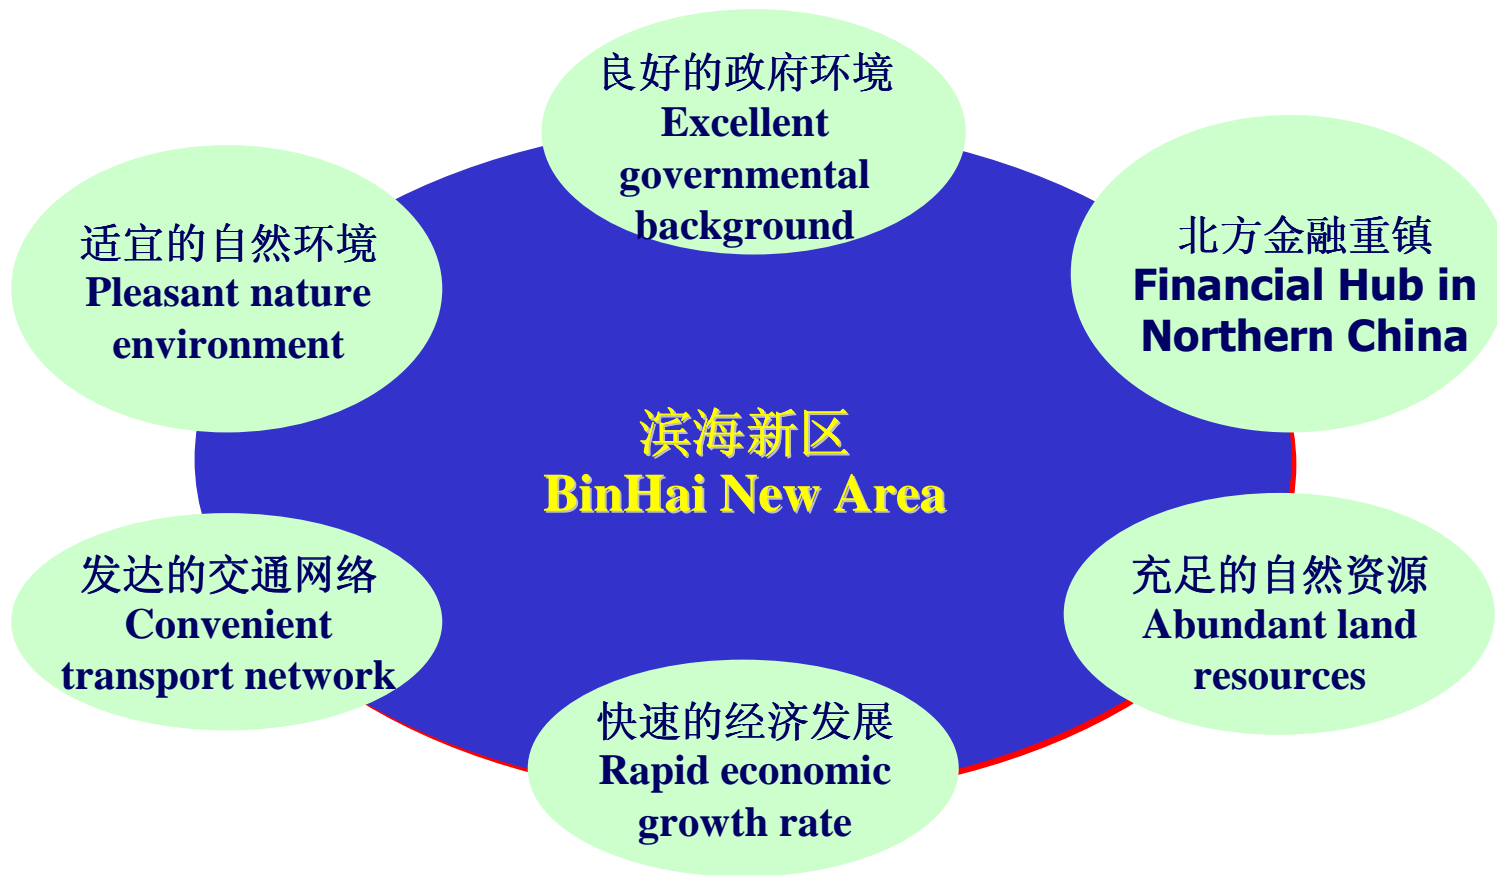 良好的政府环境
Excellent
governmental
background
适宜的自然环境
Pleasant nature
environment
北方金融重镇
Financial Hub in
Northern China
滨海新区
BinHai New Area
发达的交通网络
Convenient
transport network
充足的自然资源
Abundant land
resources
快速的经济发展
Rapid economic
growth rate